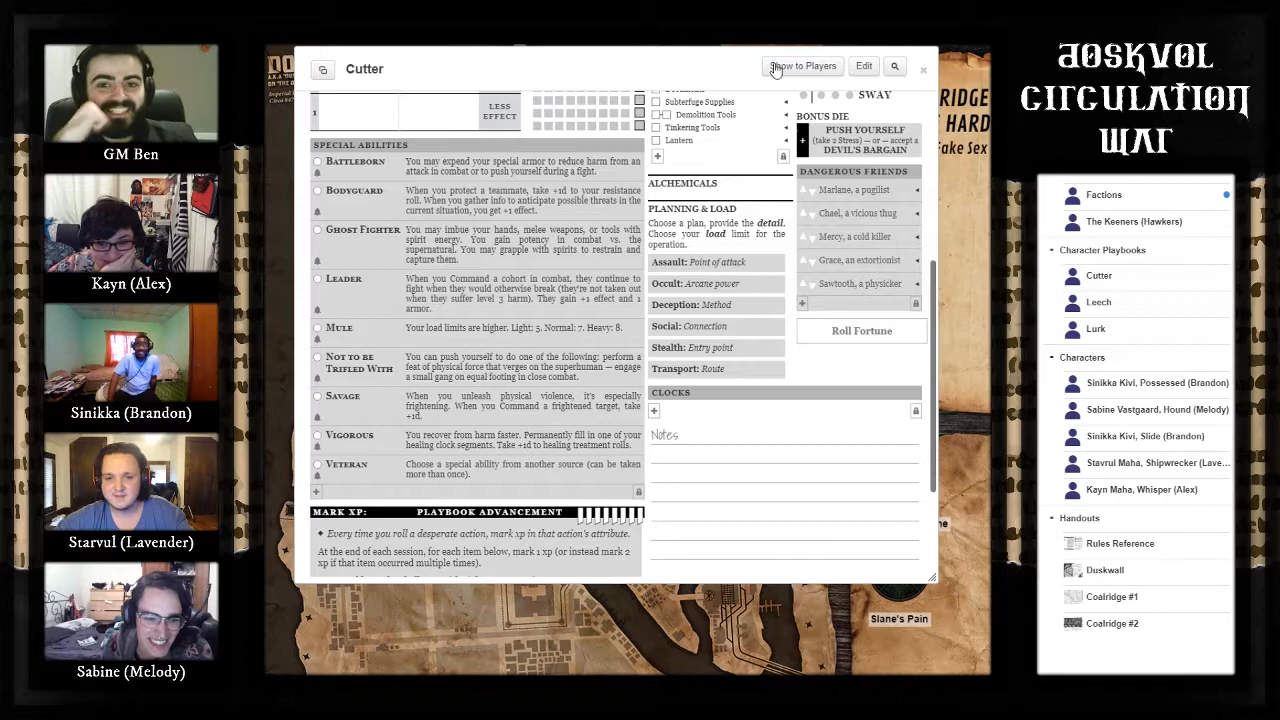 GM Ben
Kayn (Alex)
Sinikka (Brandon)
Starvul (Lavender)
Sabine (Melody)
Cutter
Show to Players
Edit
1
LESS
EFFECT
SPECIAL ABILITIES
BATTLEBORN
You may expend your special armor to reduce harm from an
attack in combat or to push yourself during a fight.
BODYGUARD
When you protect a teammate, take +1d to your resistance
roll. When you gather info to anticipate possible threats in the
current situation, you get +1 effect.
GHOST FIGHTER
You may imbue your hands, melee weapons, or tools with
spirit energy. You gain potency in combat vs. the
supernatural. You may grapple with spirits to restrain and
capture them.
LEADER
When you Command a cohort in combat, they continue to
fight when they would otherwise break (they're not taken out
when they suffer level 3 harm). They gain +1 effect and 1
armor.
MULE
Your load limits are higher. Light: 5. Normal: 7. Heavy: 8.
NOT TO BE
TRIFLED WITH
You can push yourself to do one of the following: perform a
feat of physical force that verges on the superhuman — engage
a small gang on equal footing in close combat.
SAVAGE
When you unleash physical violence, it's especially
frightening. When you Command a frightened target, take
+1d.
VIGOROUS
You recover from harm faster. Permanently fill in one of your
healing clock segments. Take +1d to healing treatment rolls.
VETERAN
Choose a special ability from another source (can be taken
more than once).
MARK XP:
PLAYBOOK ADVANCEMENT
Every time you roll a desperate action, mark xp in that action's attribute.
At the end of each session, for each item below, mark 1 xp (or instead mark 2
xp if that item occurred multiple times).
Subterfuge Supplies
Demolition Tools
Tinkering Tools
Lantern
ALCHEMICALS
PLANNING & LOAD
Choose a plan, provide the detail.
Choose your load limit for the
operation.
Assault: Point of attack
Occult: Arcane power
Deception: Method
Social: Connection
Stealth: Entry point
Transport: Route
CLOCKS
Notes
SWAY
BONUS DIE
PUSH YOURSELF
(take 2 Stress) — or — accept a
DEVIL'S BARGAIN
DANGEROUS FRIENDS
Marlane, a pugilist
Chael, a vicious thug
Mercy, a cold killer
Grace, an extortionist
Sawtooth, a physicker
Roll Fortune
RIDGE
HARD
Fake Sex
Slane's Pain
DOSKVOL
CIRCULATION
WAR
Factions
The Keeners (Hawkers)
Character Playbooks
Cutter
Leech
Lurk
Characters
Sinikka Kivi, Possessed (Brandon)
Sabine Vastgaard, Hound (Melody)
Sinikka Kivi, Slide (Brandon)
Stavrul Maha, Shipwrecker (Lave...
Kayn Maha, Whisper (Alex)
Handouts
Rules Reference
Duskwall
Coalridge #1
Coalridge #2